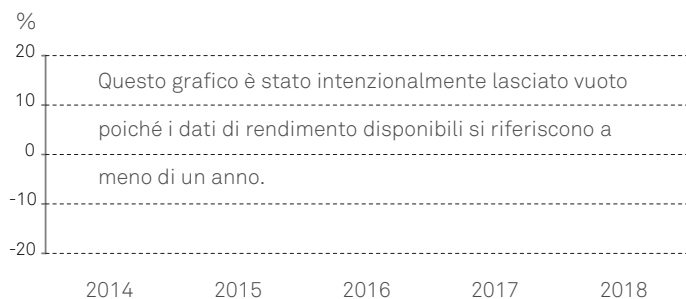 %
20
Questo grafico è stato intenzionalmente lasciato vuoto
10
poiché i dati di rendimento disponibili si riferiscono a
0
meno di un anno.
-10
-20
2014 2015 2016 2017 2018